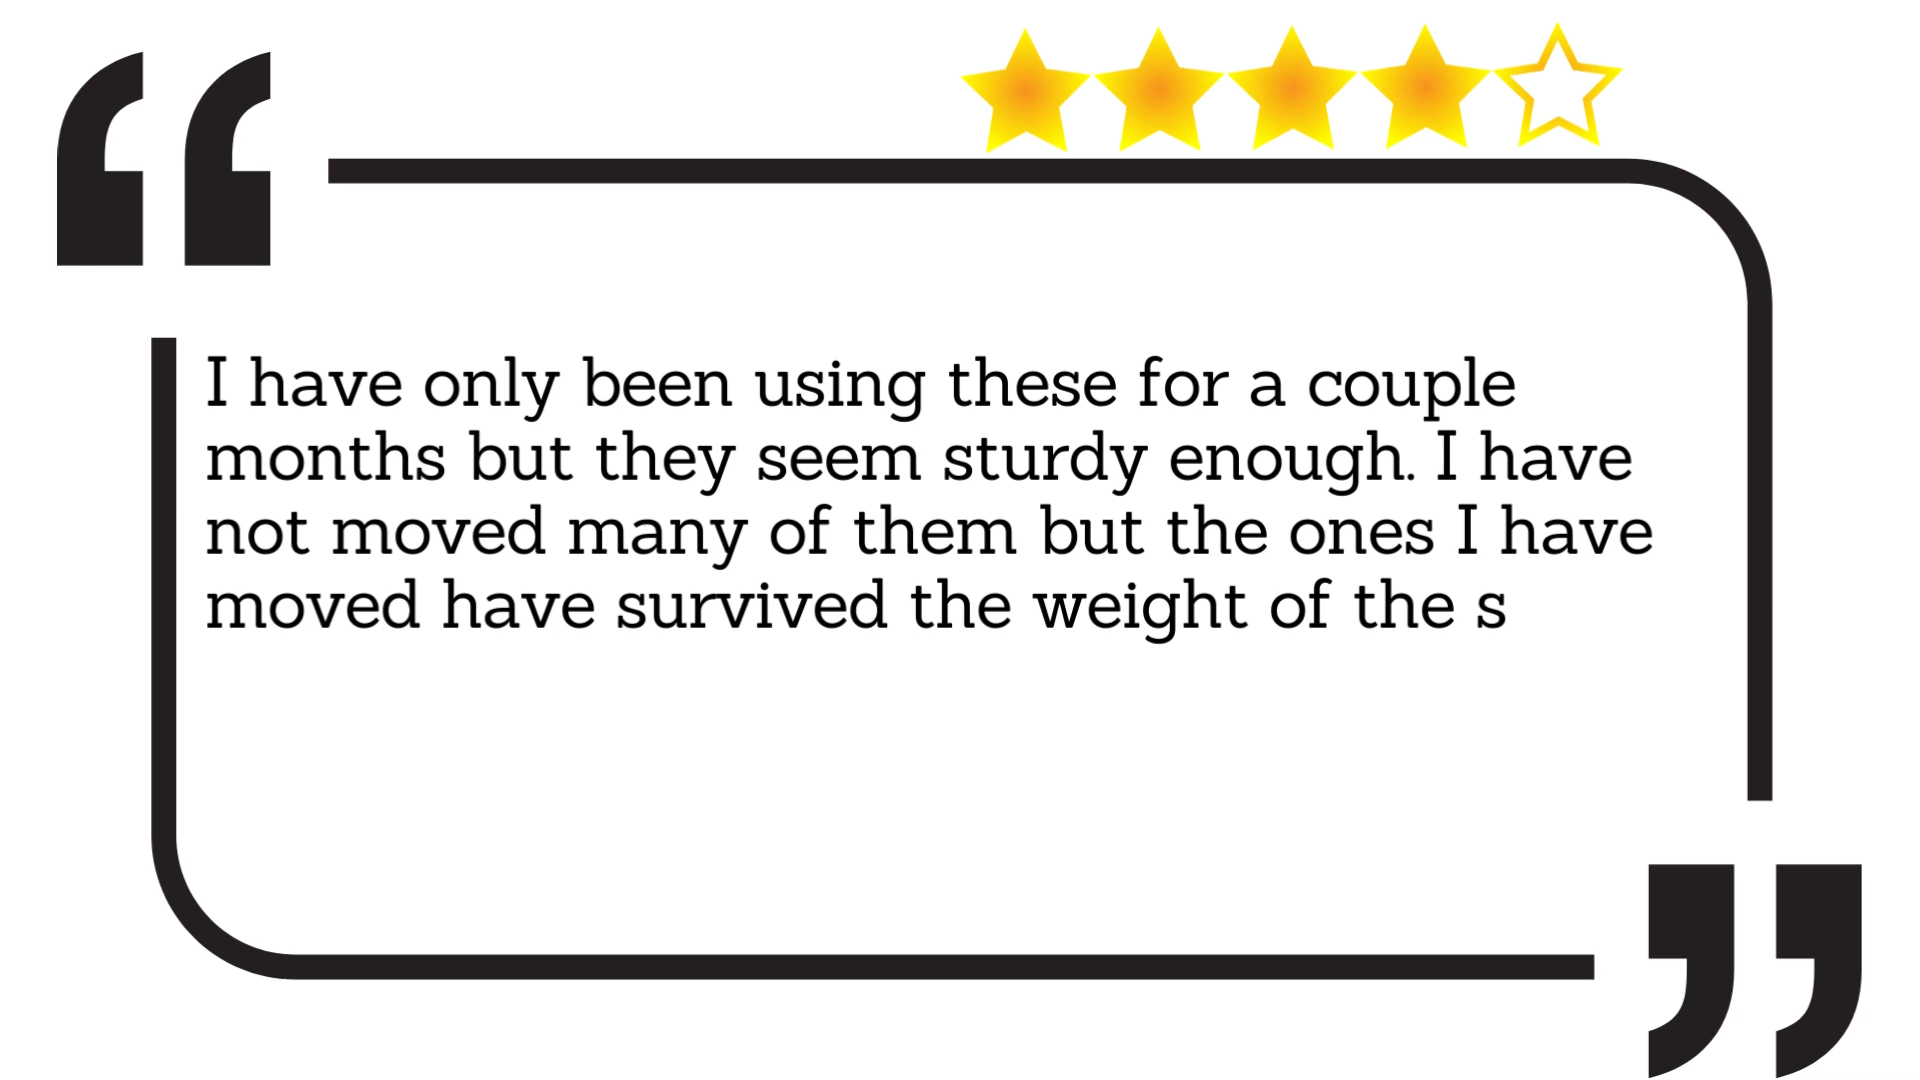 I have only been using these for a couple
months but they seem sturdy enough. I have
not moved many of them but the ones I have
moved have survived the weight of the s